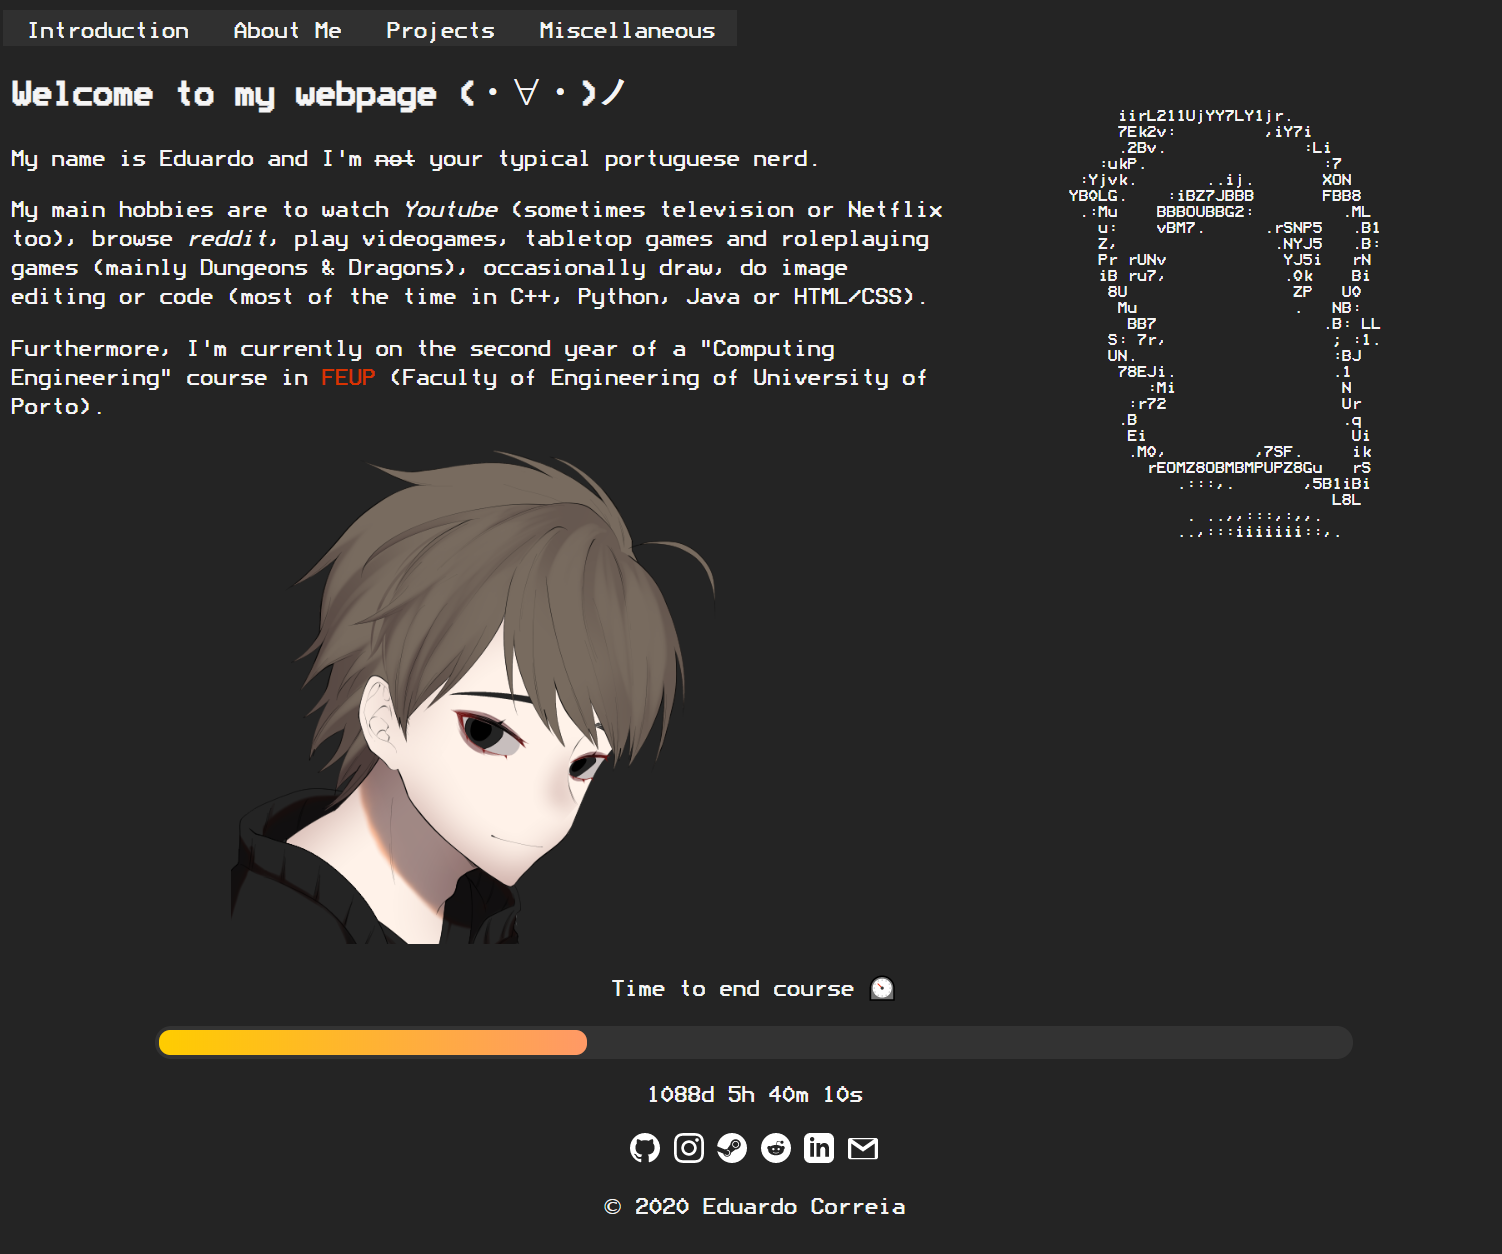 Introduction About Me Projects Miscellaneous
Welcome to my webpage (・∀・)ノ
My name is Eduardo and I'm not your typical portuguese nerd.
My main hobbies are to watch Youtube (sometimes television or Netflix
too), browse reddit, play videogames, tabletop games and roleplaying
games (mainly Dungeons & Dragons), occasionally draw, do image
editing or code (most of the time in C++, Python, Java or HTML/CSS).
Furthermore, I'm currently on the second year of a "Computing
Engineering" course in FEUP (Faculty of Engineering of University of
Porto).
iirL211UjYY7LY1jr.
7Ek2v: ,iY7i
.2Bv. :Li
:ukP. :7
:Yjvk. ..ij. XON
YBQLG. :iBZ7JBBB FBB8
.:Mu BBBOUBBG2: .ML
u: vBM7. .rSNP5 .B1
Z, .NYJ5 .B:
Pr rUNv YJ5i rN
iB ru7, .Qk Bi
8U ZP UQ
Mu . NB:
BB7 .B: LL
S: 7r, ; :1.
UN. :BJ
78EJi. .1
:Mi N
:r72 Ur
.B .q
Ei Ui
.MQ, ,7SF. ik
rEOMZ8OBMBMPUPZ8Gu rS
.:::,. ,5B1iBi
L8L
. ..,,:::,:,,.
..,:::iiiiiii::,.
Time to end course
1088d 5h 40m 10s
in
© 2020 Eduardo Correia